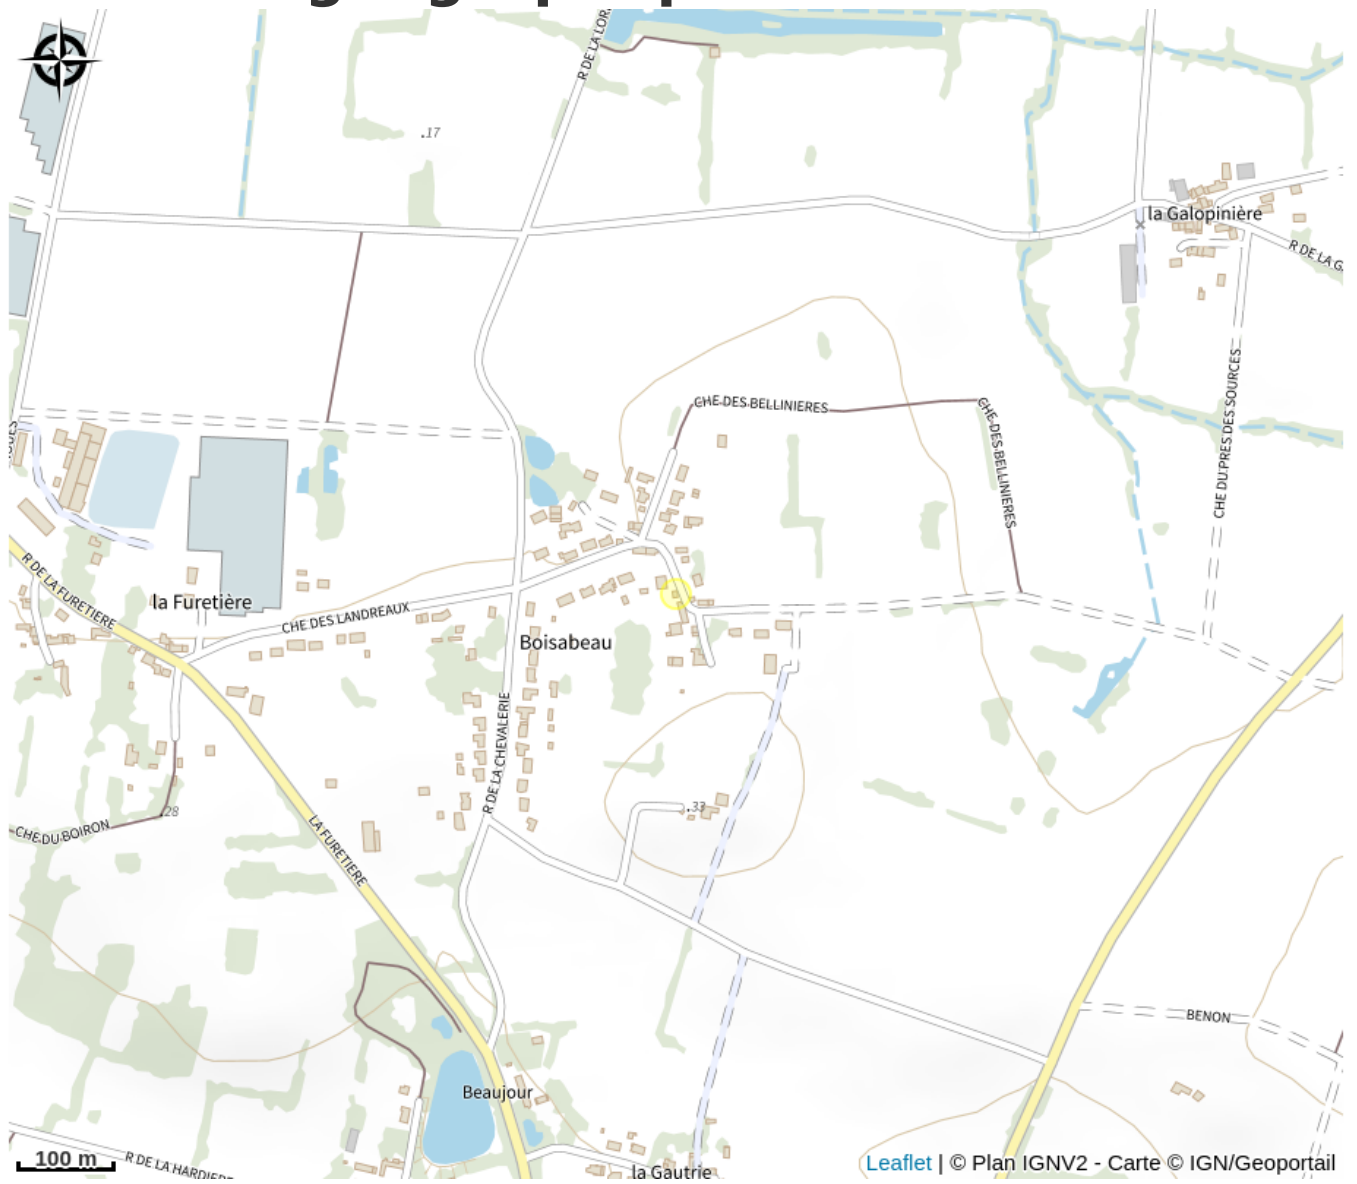 R DE LA LOR
.17
la Galopinière
R DE LA G
CHE DU PRES DES SOURCES
CHE DES BELLINIERES
CHE DES BELLINIERES
R DE LA FURETIERE
la Furetière
CHE DES LANDREAUX
Boisabeau
R DE LA CHEVALERIE
.33
.28
CHE DU BOIRON
LA FURETIERE
BENON
Beaujour
la Gautrie
R DE LA HARDIERE
100 m
Leaflet | © Plan IGNV2 - Carte © IGN/Geoportail